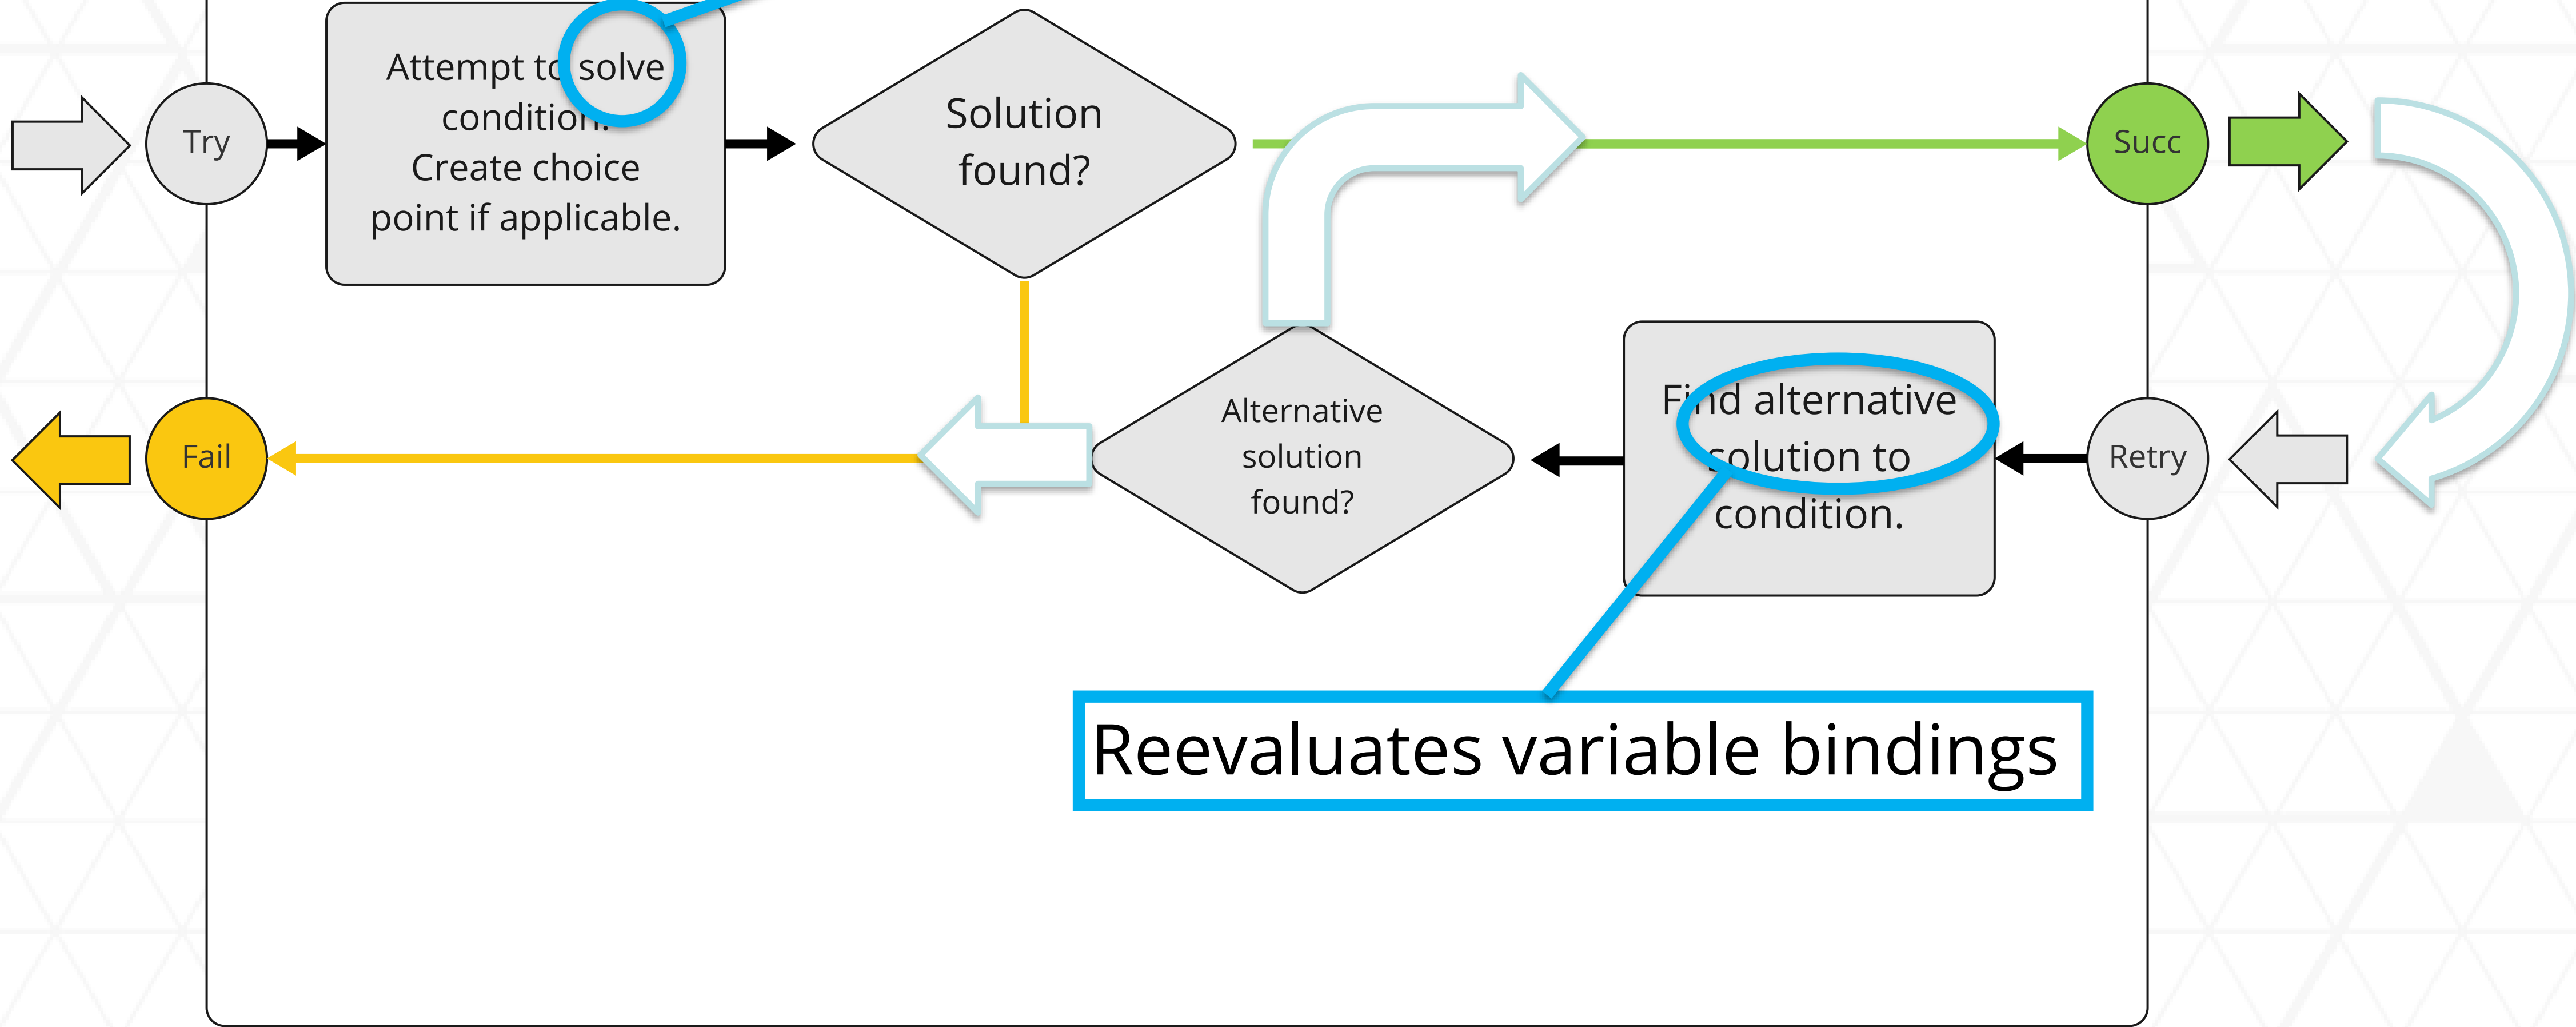 Attempt to solve
condition.
Create choice
point if applicable.
Solution
found?
Try
Succ
Alternative
solution
found?
Find alternative
solution to
condition.
Fail
Retry
Reevaluates variable bindings